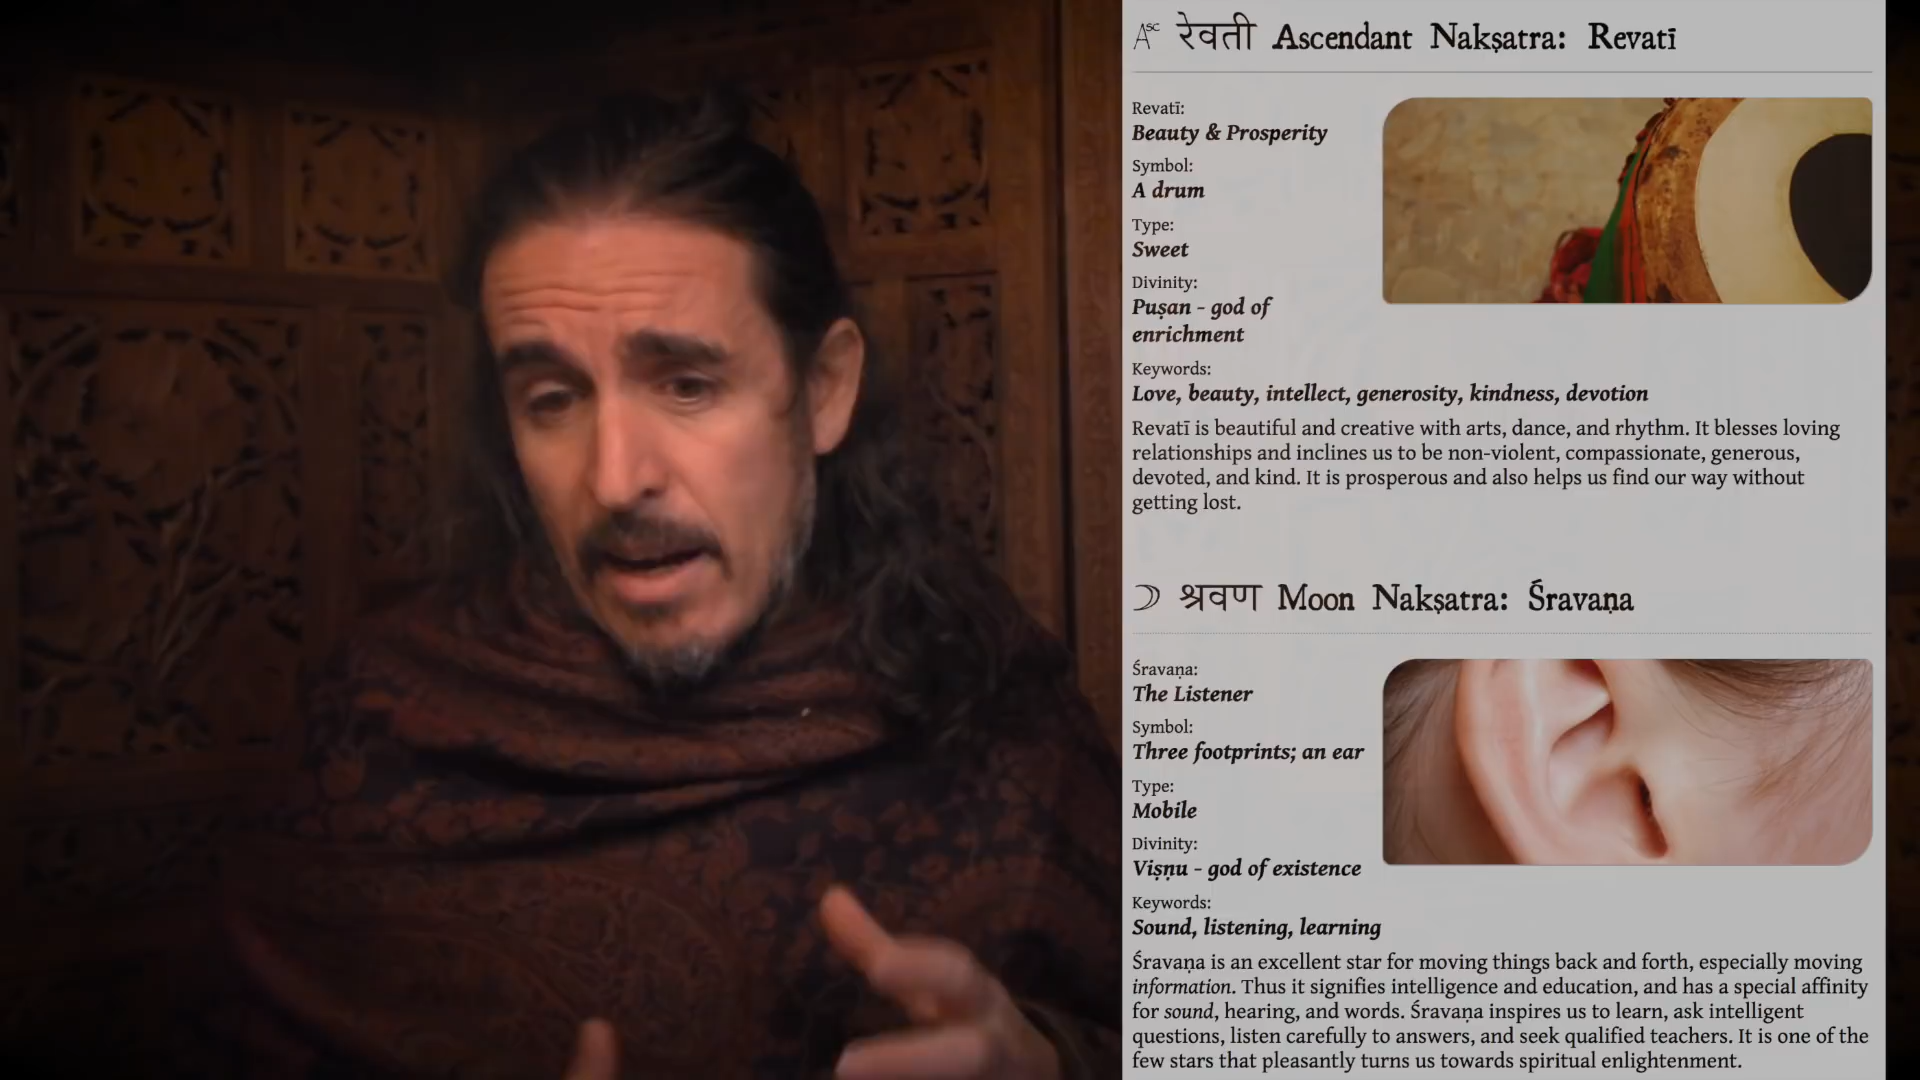 Asc रेवती Ascendant Nakṣatra: Revatī
Revatī:
Beauty & Prosperity
Symbol:
A drum
Type:
Sweet
Divinity:
Puṣan - god of
enrichment
Keywords:
Love, beauty, intellect, generosity, kindness, devotion
Revatī is beautiful and creative with arts, dance, and rhythm. It blesses loving
relationships and inclines us to be non-violent, compassionate, generous,
devoted, and kind. It is prosperous and also helps us find our way without
getting lost.
श्रवण Moon Nakṣatra: Śravaṇa
Śravaṇa:
The Listener
Symbol:
Three footprints; an ear
Type:
Mobile
Divinity:
Viṣṇu - god of existence
Keywords:
Sound, listening, learning
Śravaṇa is an excellent star for moving things back and forth, especially moving
information. Thus it signifies intelligence and education, and has a special affinity
for sound, hearing, and words. Śravaṇa inspires us to learn, ask intelligent
questions, listen carefully to answers, and seek qualified teachers. It is one of the
few stars that pleasantly turns us towards spiritual enlightenment.